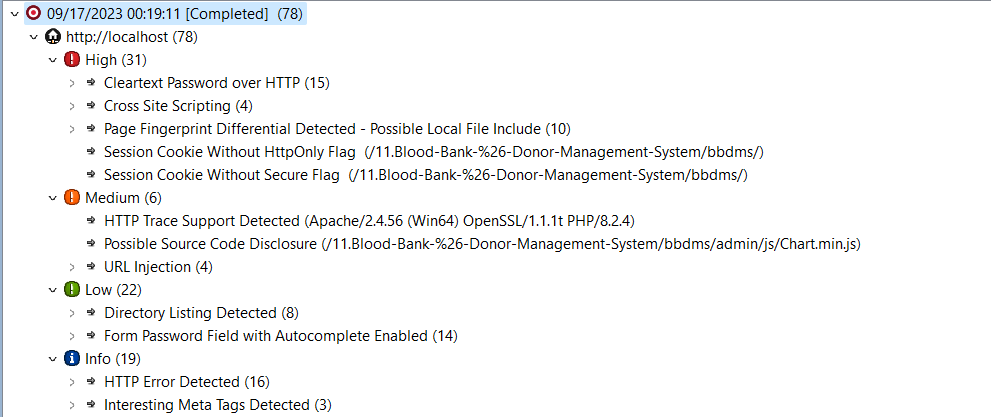 09/17/2023 00:19:11 [Completed] (78)
http://localhost (78)
High (31)
Cleartext Password over HTTP (15)
Cross Site Scripting (4)
Page Fingerprint Differential Detected - Possible Local File Include (10)
Session Cookie Without HttpOnly Flag (/11.Blood-Bank-%26-Donor-Management-System/bbdms/)
Session Cookie Without Secure Flag (/11.Blood-Bank-%26-Donor-Management-System/bbdms/)
Medium (6)
HTTP Trace Support Detected (Apache/2.4.56 (Win64) OpenSSL/1.1.1t PHP/8.2.4)
Possible Source Code Disclosure (/11.Blood-Bank-%26-Donor-Management-System/bbdms/admin/js/Chart.min.js)
URL Injection (4)
Low (22)
Directory Listing Detected (8)
Form Password Field with Autocomplete Enabled (14)
Info (19)
HTTP Error Detected (16)
Interesting Meta Tags Detected (3)